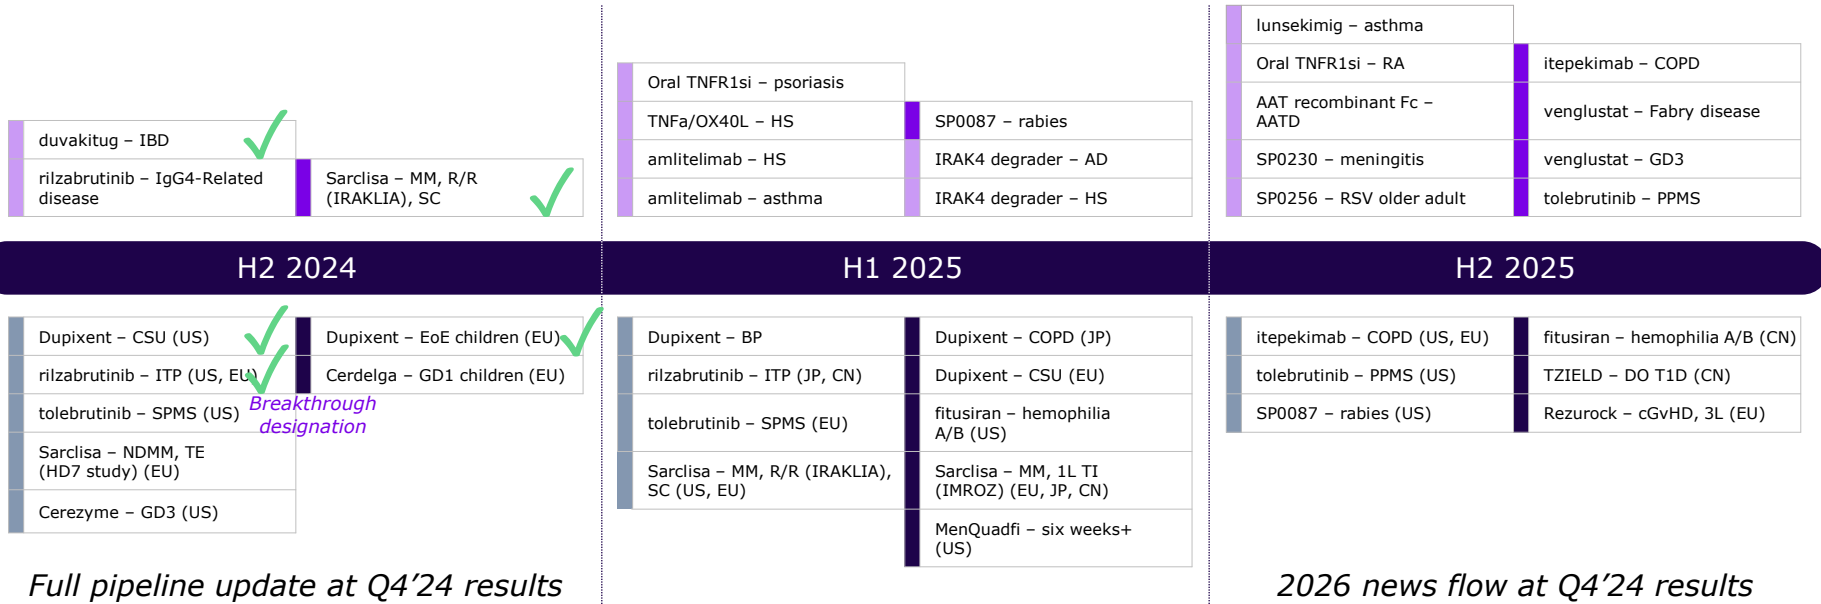 duvakitug – IBD
rilzabrutinib – IgG4-Related
disease
Sarclisa – MM, R/R
(IRAKLIA), SC
Oral TNFR1si – psoriasis
TNFa/OX40L – HS
amlitelimab – HS
amlitelimab – asthma
SP0087 – rabies
IRAK4 degrader – AD
IRAK4 degrader – HS
lunsekimig – asthma
Oral TNFR1si – RA
AAT recombinant Fc –
AATD
SP0230 – meningitis
SP0256 – RSV older adult
itepekimab – COPD
venglustat – Fabry disease
venglustat – GD3
tolebrutinib – PPMS
H2 2024
H1 2025
H2 2025
Dupixent – CSU (US)
rilzabrutinib – ITP (US, EU)
tolebrutinib – SPMS (US)
Sarclisa – NDMM, TE
(HD7 study) (EU)
Cerezyme – GD3 (US)
Breakthrough
designation
Dupixent – EoE children (EU)
Cerdelga – GD1 children (EU)
Dupixent – BP
rilzabrutinib – ITP (JP, CN)
tolebrutinib – SPMS (EU)
Sarclisa – MM, R/R (IRAKLIA),
SC (US, EU)
Dupixent – COPD (JP)
Dupixent – CSU (EU)
fitusiran – hemophilia
A/B (US)
Sarclisa – MM, 1L TI
(IMROZ) (EU, JP, CN)
MenQuadfi – six weeks+
(US)
itepekimab – COPD (US, EU)
tolebrutinib – PPMS (US)
SP0087 – rabies (US)
fitusiran – hemophilia A/B (CN)
TZIELD – DO T1D (CN)
Rezurock – cGvHD, 3L (EU)
Full pipeline update at Q4’24 results
2026 news flow at Q4’24 results